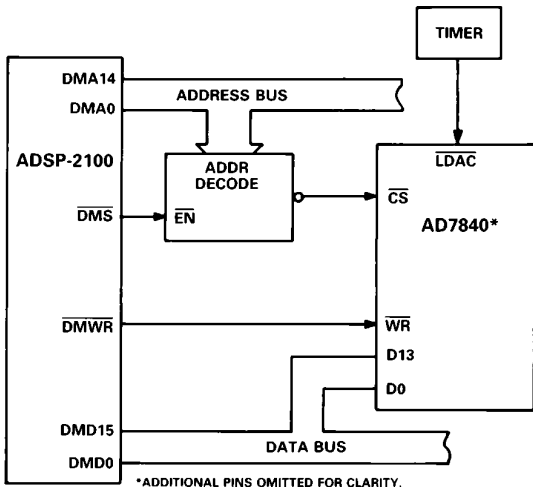 TIMER
DMA14
ADDRESS BUS
DMA0
ADSP-2100
ADDR
DECODE
LDAC
DMS
EN
CS
AD7840*
DMWR
WR
D13
D0
DMD15
DATA BUS
DMD0
*ADDITIONAL PINS OMITTED FOR CLARITY.